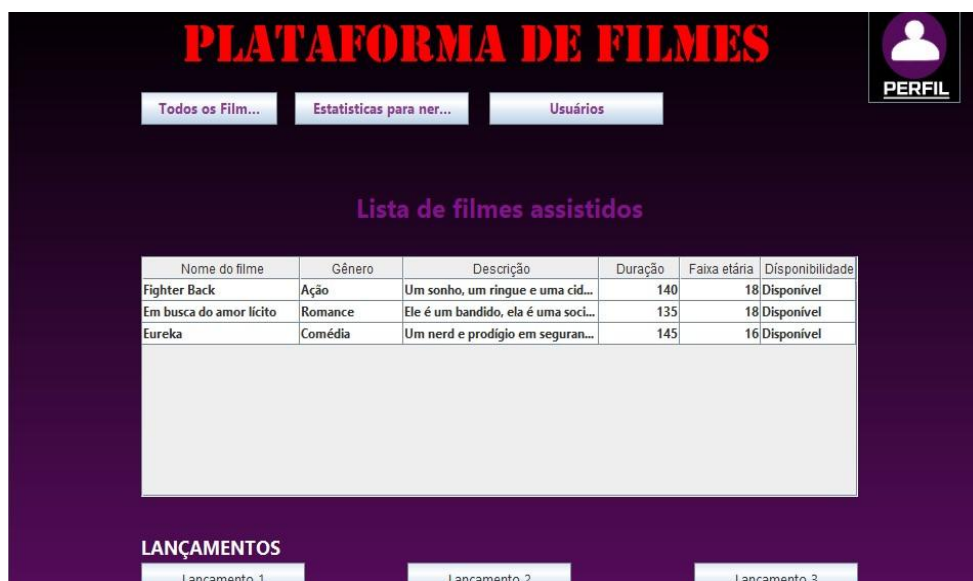 PLATAFORMA DE FILMES
PERFIL
Todos os Film... Estatisticas para ner... Usuários
Lista de filmes assistidos
Nome do filme Gênero Descrição Duração Faixa etária Dísponibilidade
Fighter Back Ação Um sonho, um ringue e uma cid... 140 18 Disponível
Em busca do amor lícito Romance Ele é um bandido, ela é uma soci... 135 18 Disponível
Eureka Comédia Um nerd e prodígio em seguran... 145 16 Disponível
LANÇAMENTOS
Lançamento 1 Lançamento 2 Lançamento 3